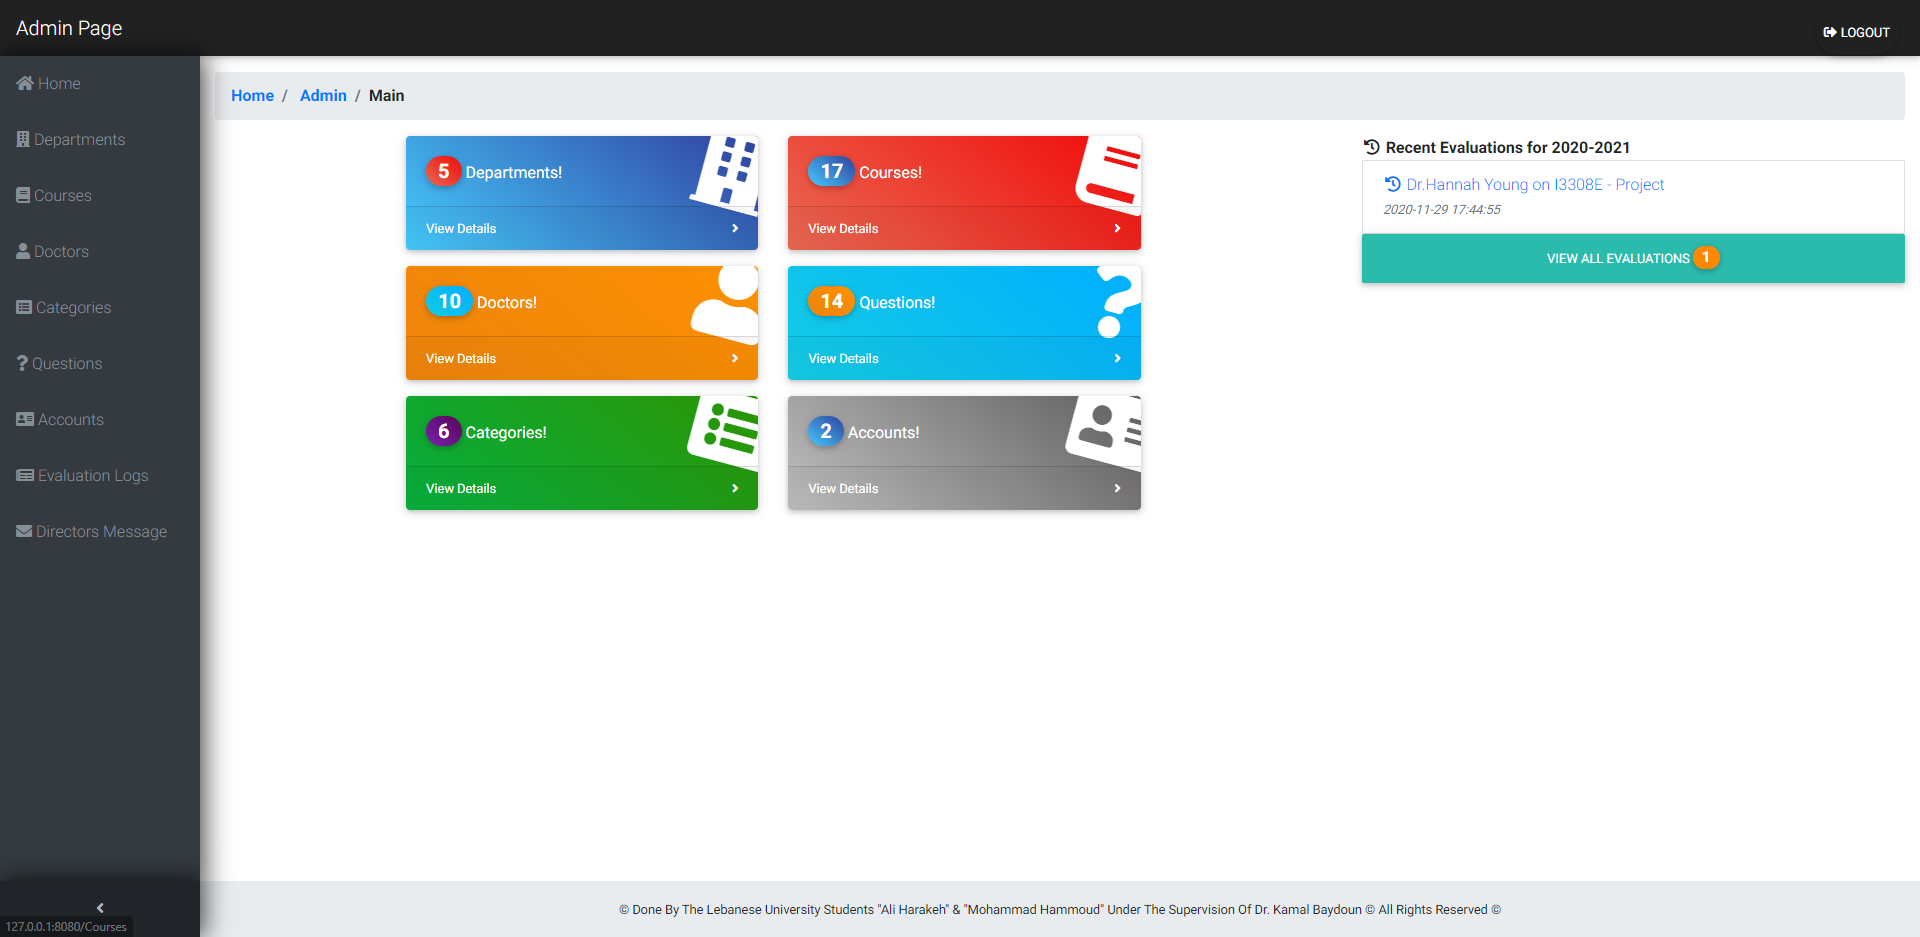 Admin Page
LOGOUT
Home
Departments
Courses
Doctors
Categories
Questions
Accounts
Evaluation Logs
Directors Message
127.0.0.1:8080/Courses
Home / Admin / Main
5 Departments!
View Details
17 Courses!
View Details
10 Doctors!
View Details
14 Questions!
View Details
6 Categories!
View Details
2 Accounts!
View Details
Recent Evaluations for 2020-2021
Dr.Hannah Young on I3308E - Project
2020-11-29 17:44:55
VIEW ALL EVALUATIONS 1
© Done By The Lebanese University Students "Ali Harakeh" & "Mohammad Hammoud" Under The Supervision Of Dr. Kamal Baydoun © All Rights Reserved ©